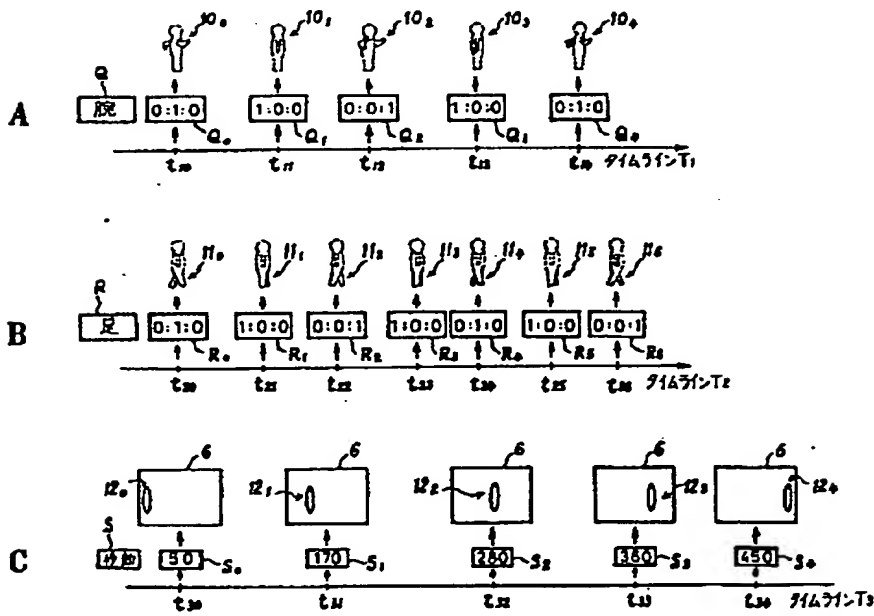 10₀ 10₁ 10₂ 10₃ 10₄
Q
A 腕 0:1:0 1:0:0 0:0:1 1:0:0 0:1:0
Q₀ Q₁ Q₂ Q₃ Q₄
t₁₀ t₁₁ t₁₂ t₁₃ t₁₄ タイムラインT₁
11₀ 11₁ 11₂ 11₃ 11₄ 11₅ 11₆
R
B 足 0:1:0 1:0:0 0:0:1 1:0:0 0:1:0 1:0:0 0:0:1
R₀ R₁ R₂ R₃ R₄ R₅ R₆
t₂₀ t₂₁ t₂₂ t₂₃ t₂₄ t₂₅ t₂₆ タイムラインT₂
6 6 6 6 6
12₀ 12₁ 12₂ 12₃ 12₄
S
C 50 S₀ 170 S₁ 280 S₂ 360 S₃ 450 S₄
t₃₀ t₃₁ t₃₂ t₃₃ t₃₄ タイムラインT₃